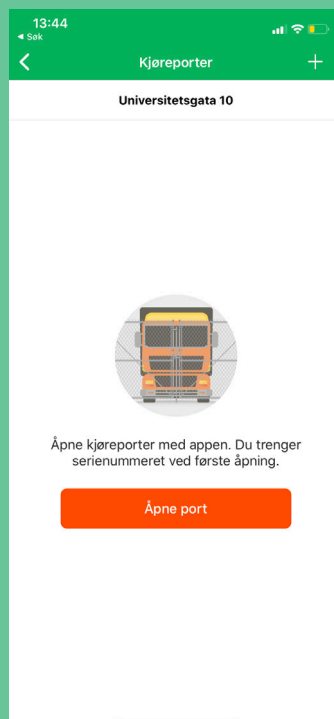 13:44
◀ Søk
Kjøreporter
Universitetsgata 10
Åpne kjøreporter med appen. Du trenger
serienummeret ved første åpning.
Åpne port